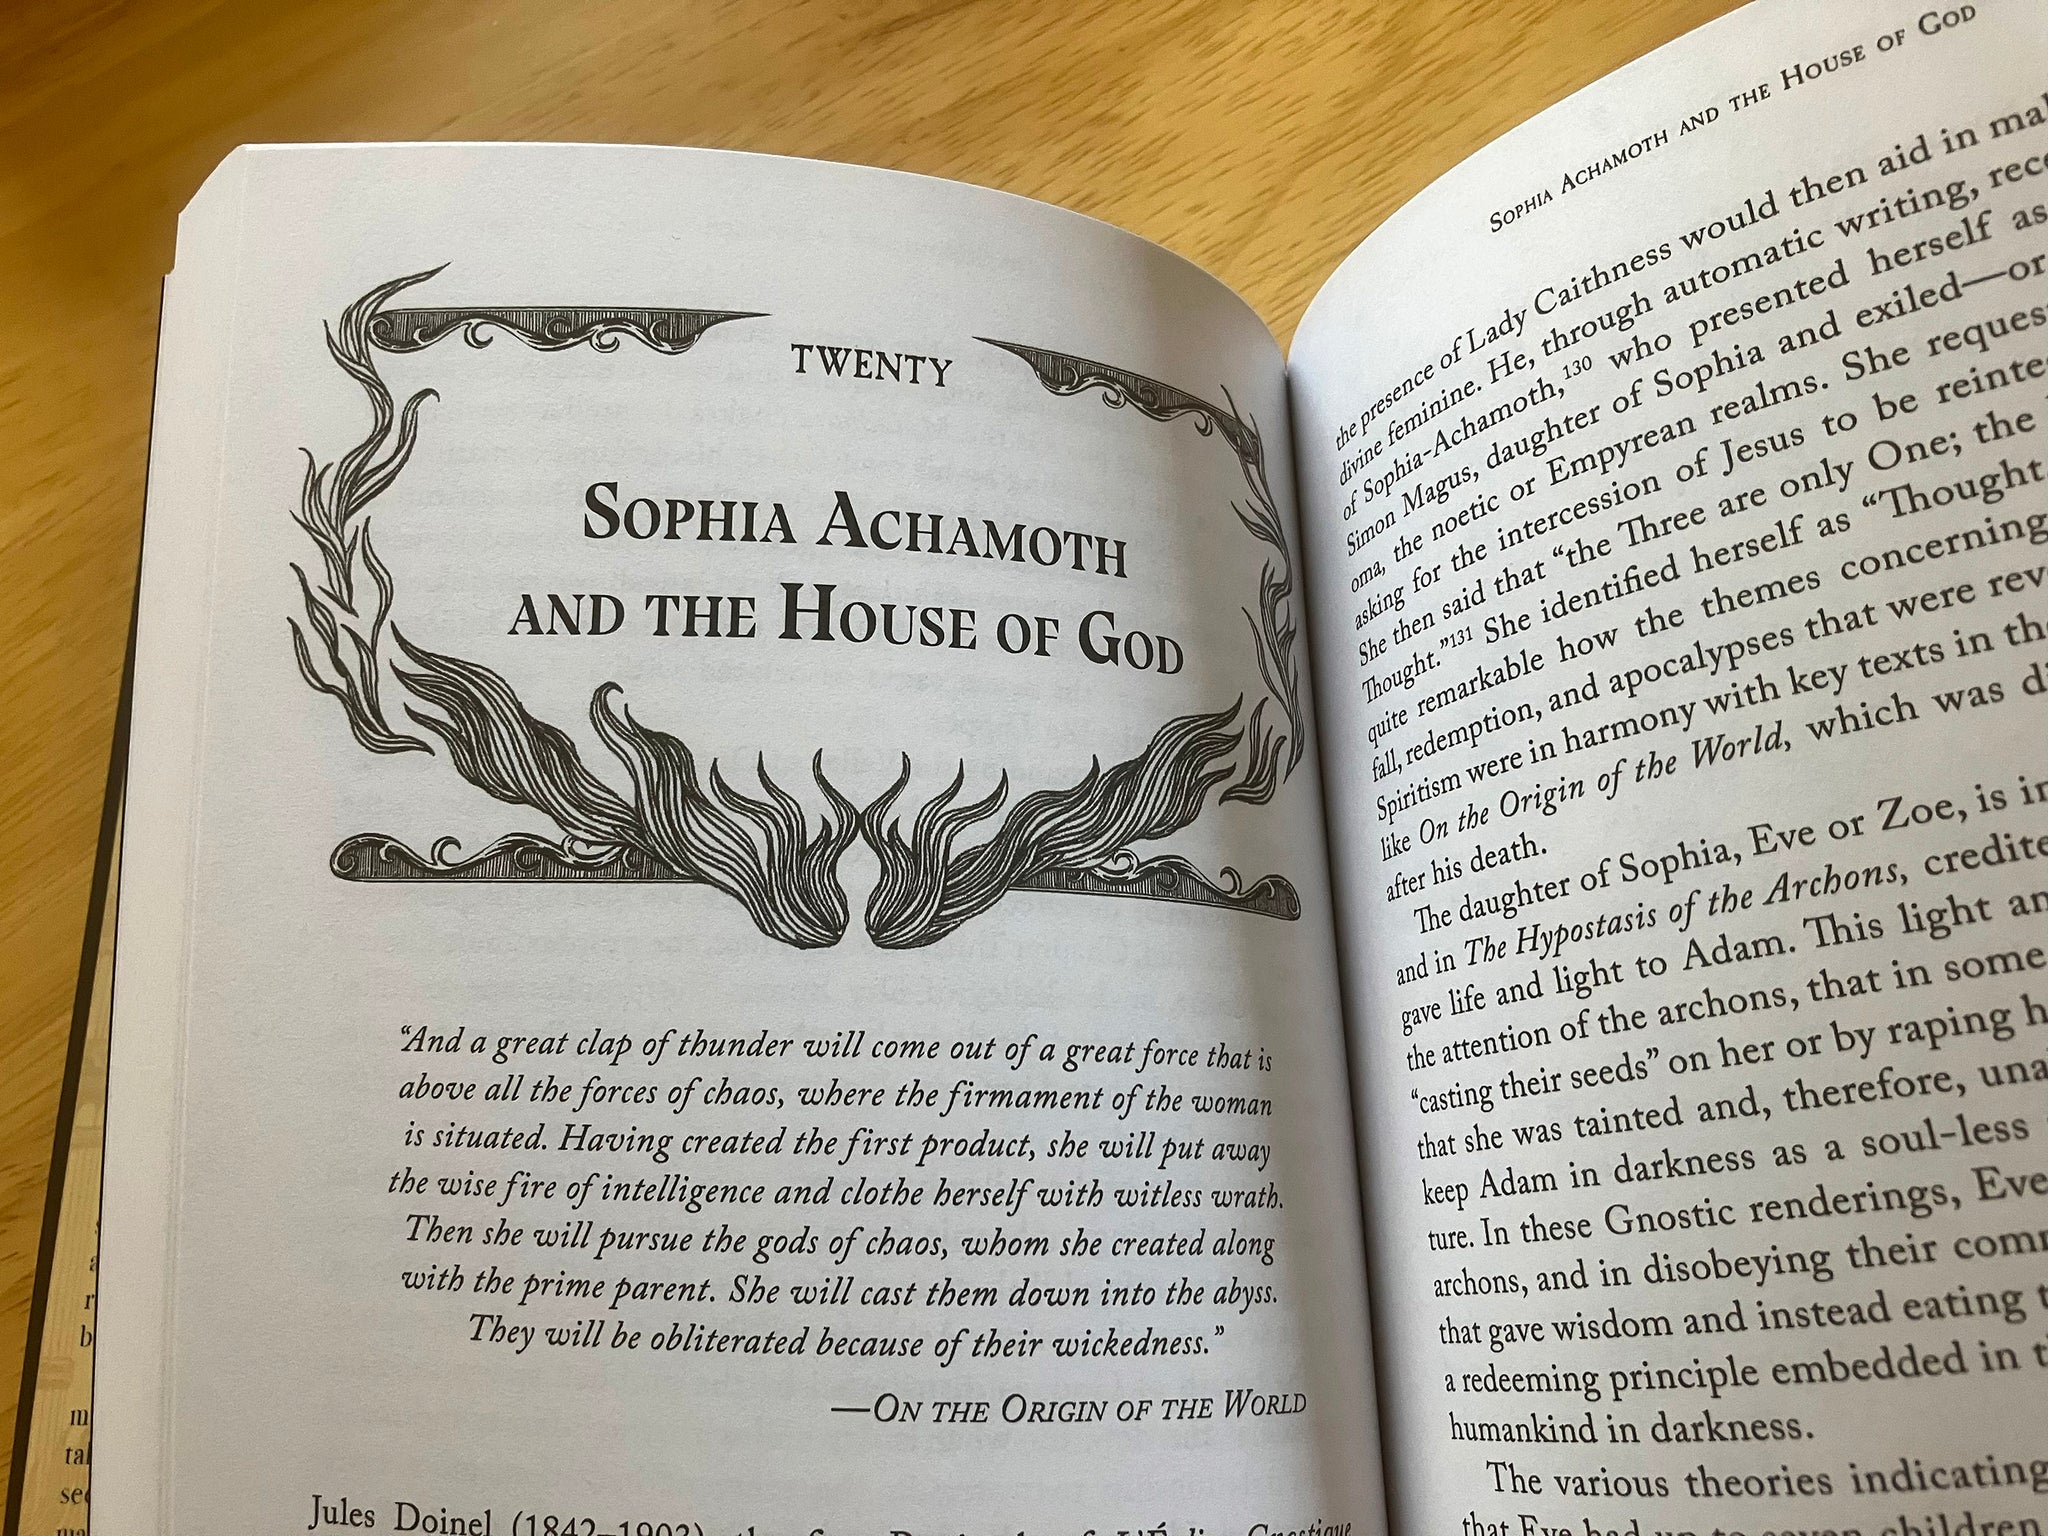 TWENTY
SOPHIA ACHAMOTH
AND THE HOUSE OF GOD
“And a great clap of thunder will come out of a great force that is
above all the forces of chaos, where the firmament of the woman
is situated. Having created the first product, she will put away
the wise fire of intelligence and clothe herself with witless wrath.
Then she will pursue the gods of chaos, whom she created along
with the prime parent. She will cast them down into the abyss.
They will be obliterated because of their wickedness.”
—ON THE ORIGIN OF THE WORLD
Jules Doinel (1842–1903)
SOPHIA ACHAMOTH AND THE HOUSE OF GOD
the presence of Lady Caithness would then aid in
divine feminine. He, through automatic writing,
of Sophia-Achamoth,130 who presented herself as
Simon Magus, daughter of Sophia and exiled—or
oma, the noetic or Empyrean realms. She
asking for the intercession of Jesus to be
She then said that “the Three are only One; the
Thought.”131 She identified herself as “Thought
quite remarkable how the themes concerning
fall, redemption, and apocalypses that were
Spiritism were in harmony with key texts in
like On the Origin of the World, which was
after his death.
The daughter of Sophia, Eve or Zoe, is
and in The Hypostasis of the Archons,
gave life and light to Adam. This light
the attention of the archons, that in some
“casting their seeds” on her or by raping
that she was tainted and, therefore,
keep Adam in darkness as a soul-less
ture. In these Gnostic renderings, Eve
archons, and in disobeying their
that gave wisdom and instead eating
a redeeming principle embedded in
humankind in darkness.
The various theories indicating
that Eve had up to seven children